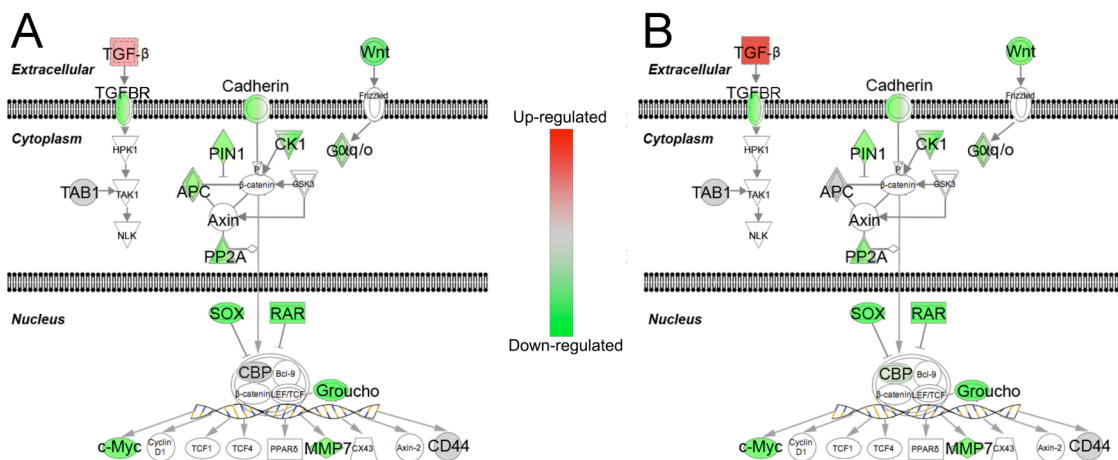 A
TGF-β
Extracellular
Wnt
TGFBR
Cadherin
Frizzled
Cytoplasm
HPK1
PIN1
CK1
Gαq/o
P
TAB1
TAK1
APC
β-catenin
GSK3
Axin
NLK
PP2A
Nucleus
SOX
RAR
CBP
Bcl-9
β-catenin
LEF/TCF
Groucho
c-Myc
Cyclin
D1
TCF1
TCF4
PPARδ
MMP7
CX43
Axin-2
CD44
Up-regulated
Down-regulated
B
TGF-β
Extracellular
Wnt
TGFBR
Cadherin
Frizzled
Cytoplasm
HPK1
PIN1
CK1
Gαq/o
P
TAB1
TAK1
APC
β-catenin
GSK3
Axin
NLK
PP2A
Nucleus
SOX
RAR
CBP
Bcl-9
β-catenin
LEF/TCF
Groucho
c-Myc
Cyclin
D1
TCF1
TCF4
PPARδ
MMP7
CX43
Axin-2
CD44